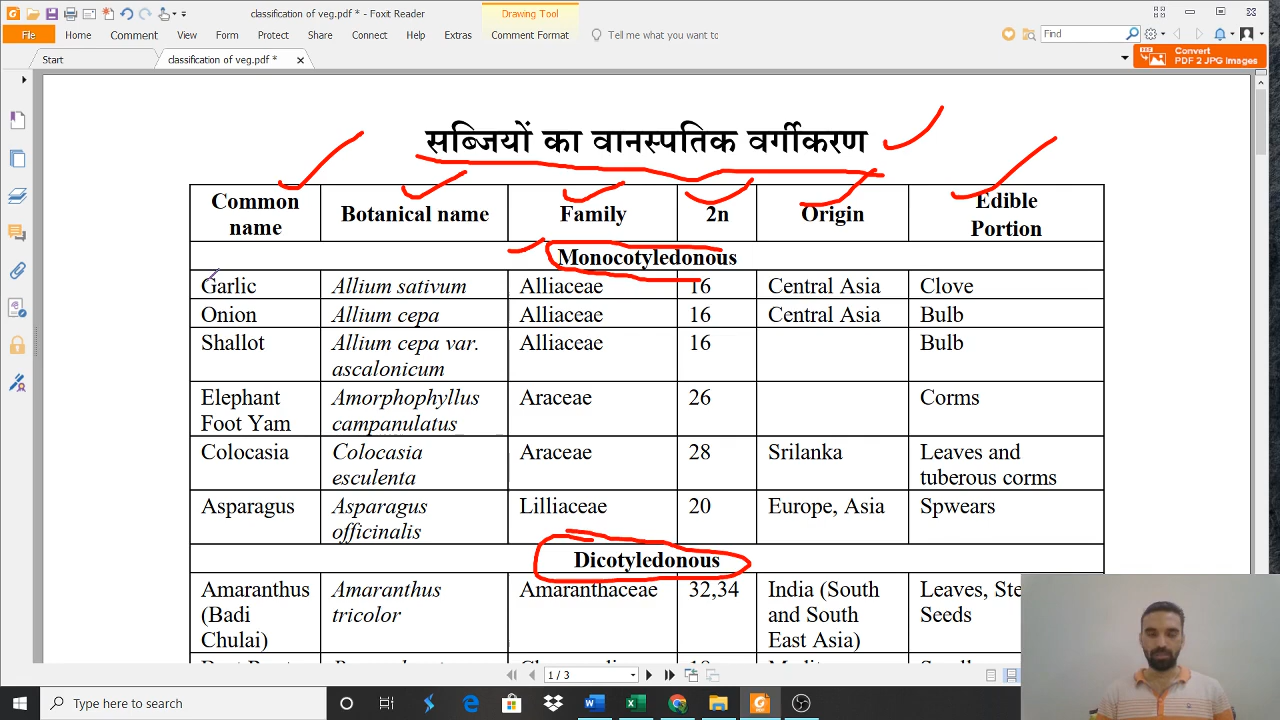 classification of veg.pdf * - Foxit Reader
Drawing Tool
File Home Comment View Form Protect Share Connect Help Extras Comment Format Tell me what you want to Find
Start classification of veg.pdf *
Convert
PDF 2 JPG Images
सब्जियों का वानस्पतिक वर्गीकरण
Common name Botanical name Family 2n Origin Edible Portion
Monocotyledonous
Garlic Allium sativum Alliaceae 16 Central Asia Clove
Onion Allium cepa Alliaceae 16 Central Asia Bulb
Shallot Allium cepa var. Alliaceae 16 Bulb
ascalonicum
Elephant Amorphophyllus Araceae 26 Corms
Foot Yam campanulatus
Colocasia Colocasia Araceae 28 Srilanka Leaves and
esculenta tuberous corms
Asparagus Asparagus Lilliaceae 20 Europe, Asia Spwears
officinalis
Dicotyledonous
Amaranthus Amaranthus Amaranthaceae 32,34 India (South Leaves,
(Badi tricolor and South Seeds
Chulai) East Asia)
1 / 3
Type here to search